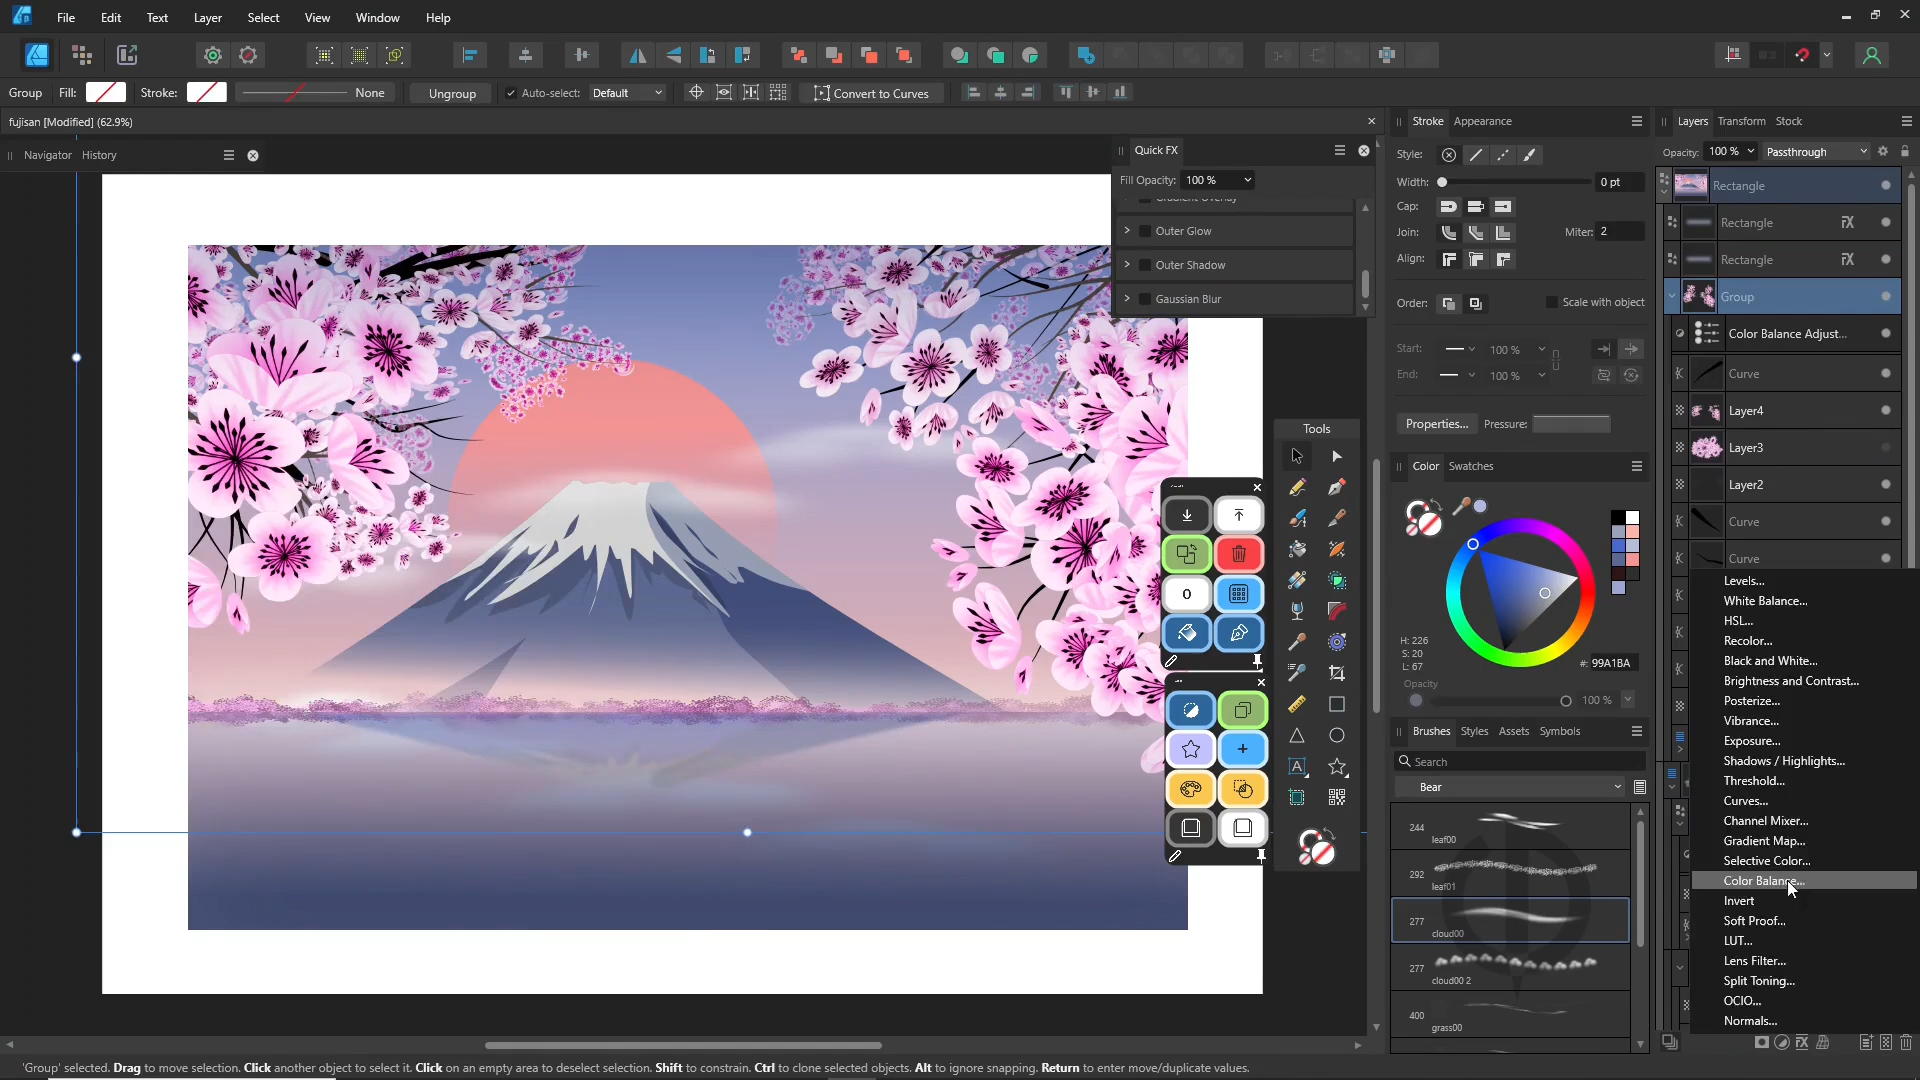 File Edit Text Layer Select View Window Help
Group Fill: Stroke: None Ungroup Auto-select: Default Convert to Curves
fujisan [Modified] (62.9%)
Navigator History
Quick FX
Fill Opacity: 100 %
Gradient Overlay
Outer Glow
Outer Shadow
Gaussian Blur
Tools
0
Stroke Appearance
Style:
Width: 0 pt
Cap:
Join: Miter: 2
Align:
Order: Scale with object
Start: 100 %
End: 100 %
Properties... Pressure:
Color Swatches
H: 226
S: 20
L: 67
#: 99A1BA
Opacity
100 %
Brushes Styles Assets Symbols
Search
Bear
244 leaf00
292 leaf01
277 cloud00
277 cloud00 2
400 grass00
Layers Transform Stock
Opacity: 100 % Passthrough
Rectangle
Rectangle
Rectangle
Group
Color Balance Adjust...
Curve
Layer4
Layer3
Layer2
Curve
Curve
Levels...
White Balance...
HSL...
Recolor...
Black and White...
Brightness and Contrast...
Posterize...
Vibrance...
Exposure...
Shadows / Highlights...
Threshold...
Curves...
Channel Mixer...
Gradient Map...
Selective Color...
Color Balance...
Invert
Soft Proof...
LUT...
Lens Filter...
Split Toning...
OCIO...
Normals...
'Group' selected. Drag to move selection. Click another object to select it. Click on an empty area to deselect selection. Shift to constrain. Ctrl to clone selected objects. Alt to ignore snapping. Return to enter move/duplicate values.